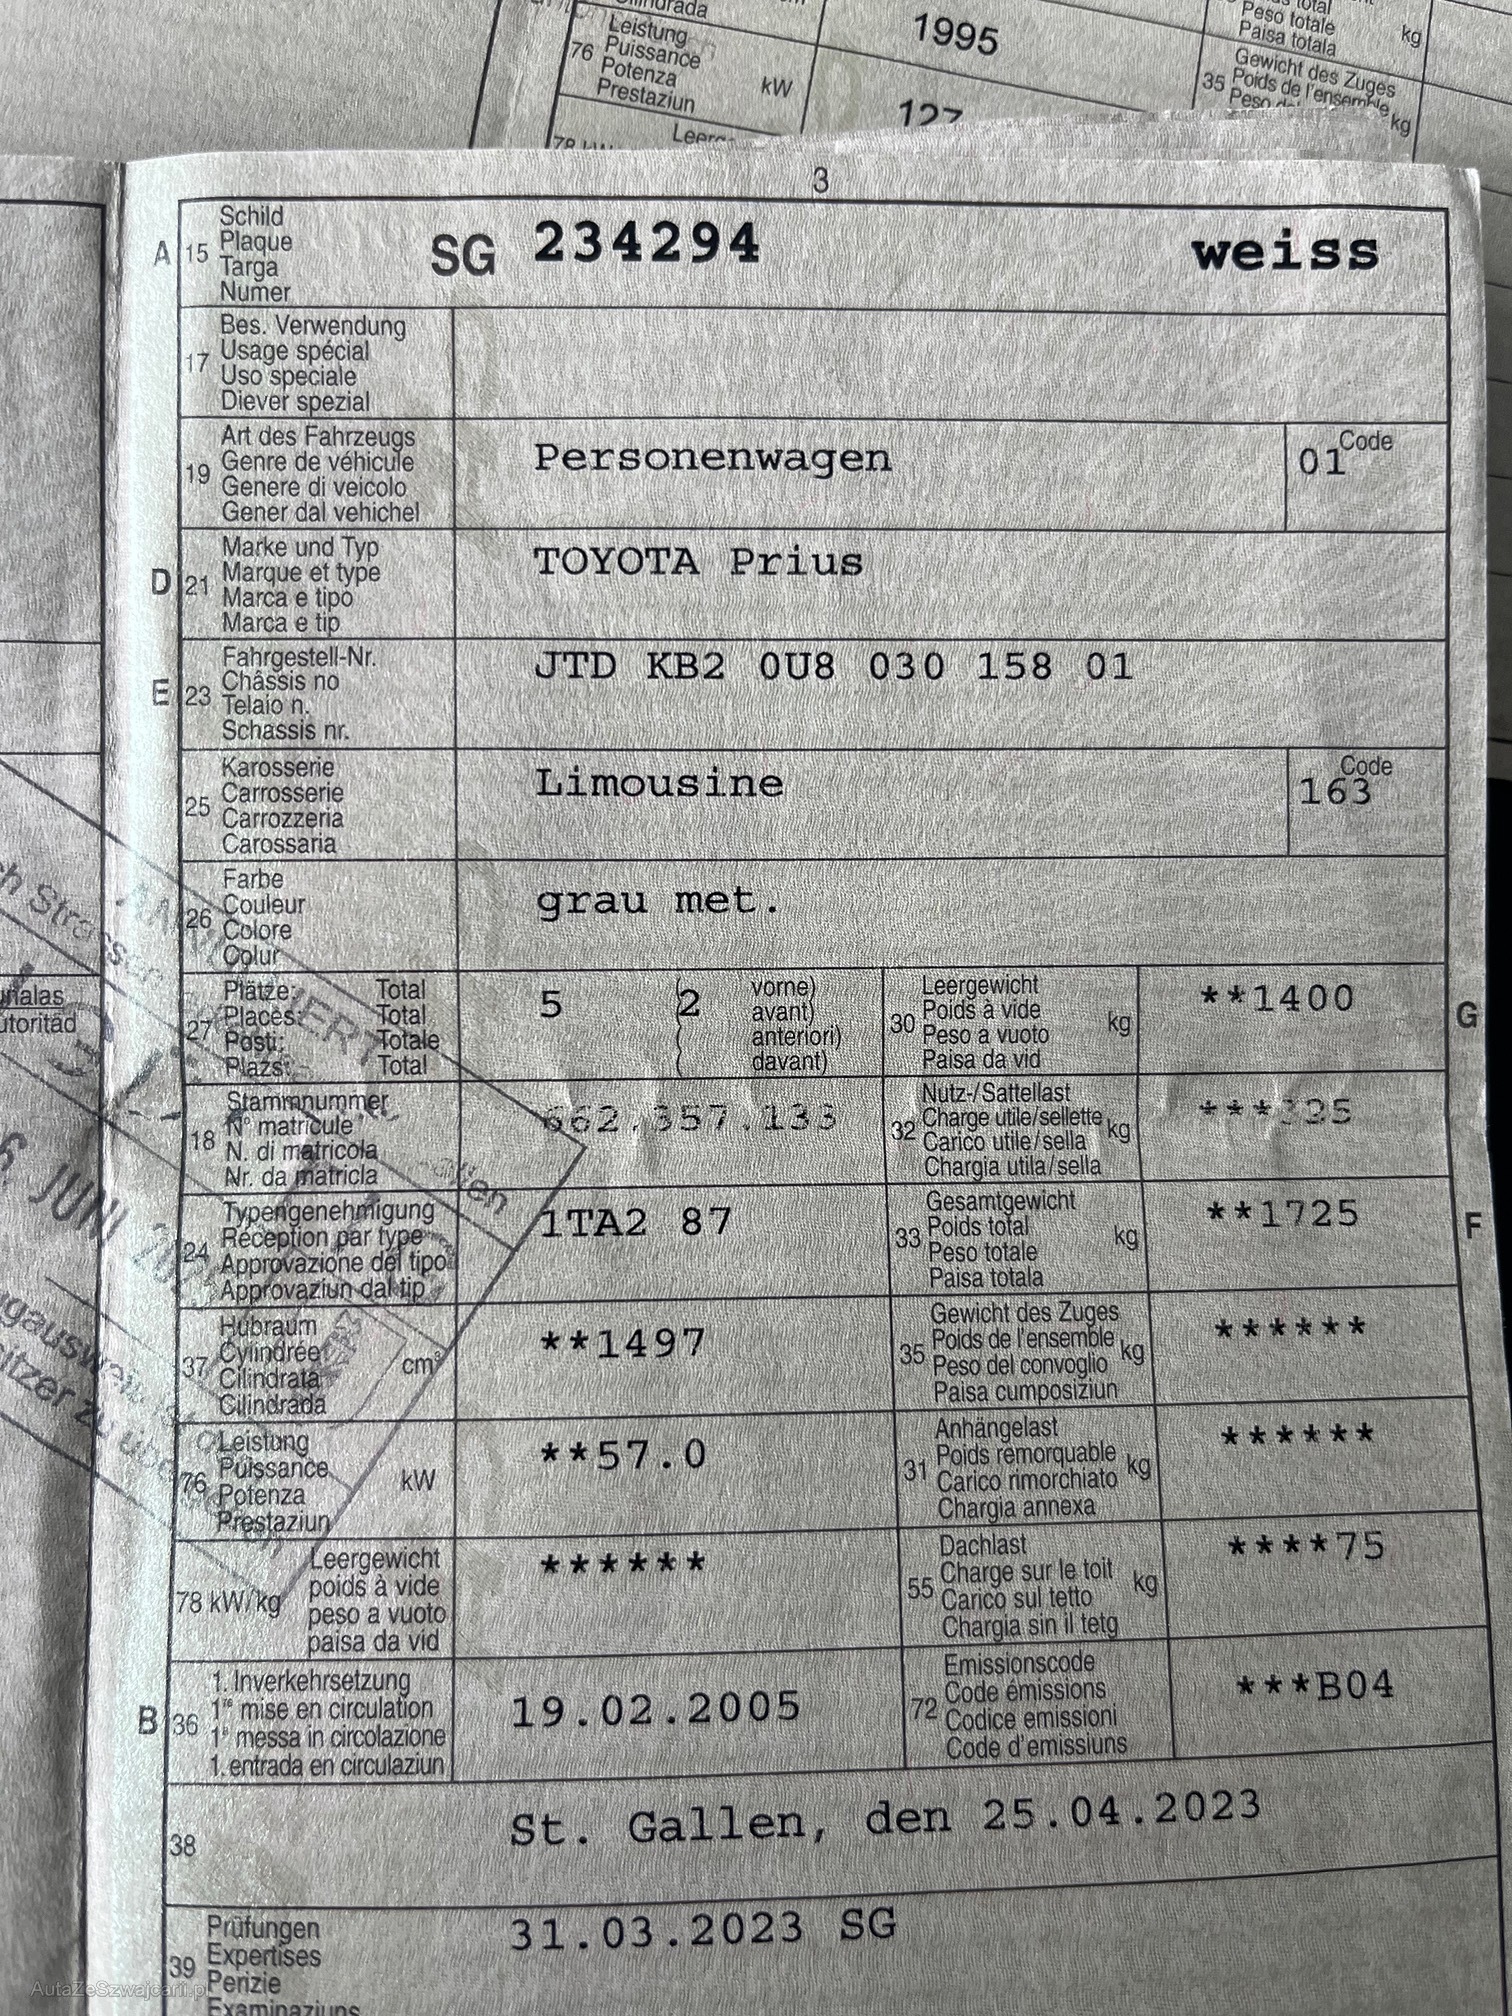 Cilindrada
1995
76 Leistung
Puissance
Potenza
Prestaziun
kW
127
Peso totale
Paisa totala
kg
35 Gewicht des Zuges
Poids de l'ensemble
kg
3
A 15 Schild
Plaque
Targa
Numer
SG 234294 weiss
17 Bes. Verwendung
Usage spécial
Uso speciale
Diever spezial
19 Art des Fahrzeugs
Genre de véhicule
Genere di veicolo
Gener dal vehichel
Personenwagen
Code
01
D 21 Marke und Typ
Marque et type
Marca e tipo
Marca e tip
TOYOTA Prius
E 23 Fahrgestell-Nr.
Châssis no
Telaio n.
Schassis nr.
JTD KB2 0U8 030 158 01
25 Karosserie
Carrosserie
Carrozzeria
Carossaria
Limousine
Code
163
26 Farbe
Couleur
Colore
Colur
grau met.
27 Plätze: Total
Places: Total
Posti: Totale
Plazs: Total
5 (2 vorne)
avant)
anteriori)
davant)
30 Leergewicht
Poids à vide
Peso a vuoto
Paisa da vid
kg
**1400
G
18 Stammnummer
N° matricule
N. di matricola
Nr. da matricla
662.357.133
32 Nutz-/Sattellast
Charge utile/sellette
Carico utile/sella
Chargia utila/sella
kg
24 Typengenehmigung
Réception par type
Approvazione del tipo
Approvaziun dal tip
1TA2 87
33 Gesamtgewicht
Poids total
Peso totale
Paisa totala
kg
**1725
F
37 Hubraum
Cylindrée
Cilindrata
Cilindrada
cm³
**1497
35 Gewicht des Zuges
Poids de l'ensemble
Peso del convoglio
Paisa cumposiziun
kg
******
76 Leistung
Puissance
Potenza
Prestaziun
kW
**57.0
31 Anhängelast
Poids remorquable
Carico rimorchiato
Chargia annexa
kg
******
78 kW/kg Leergewicht
poids à vide
peso a vuoto
paisa da vid
******
55 Dachlast
Charge sur le toit
Carico sul tetto
Chargia sin il tetg
kg
****75
B 36 1. Inverkehrsetzung
1re mise en circulation
1a messa in circolazione
1. entrada en circulaziun
19.02.2005
72 Emissionscode
Code émissions
Codice emissioni
Code d'emissiuns
***B04
38 St. Gallen, den 25.04.2023
39 Prüfungen
Expertises
Perizie
Examinaziuns
31.03.2023 SG
ANNULLIERT
JUNI
AutaZeSzwajcarii.pl